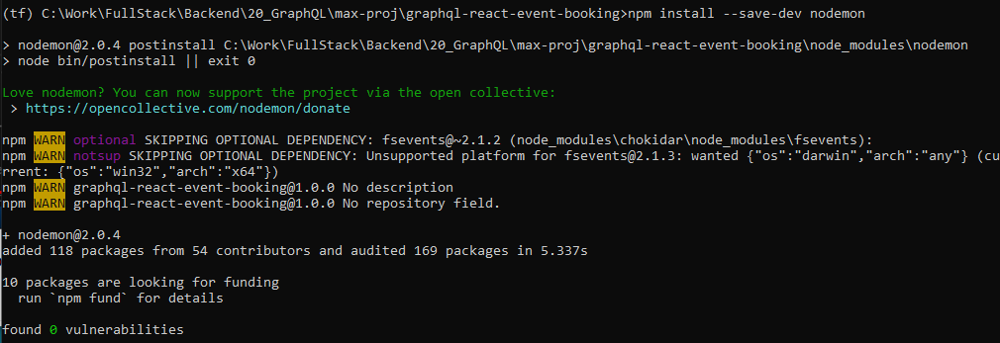 (tf) C:\Work\FullStack\Backend\20_GraphQL\max-proj\graphql-react-event-booking>npm install --save-dev nodemon
> nodemon@2.0.4 postinstall C:\Work\FullStack\Backend\20_GraphQL\max-proj\graphql-react-event-booking\node_modules\nodemon
> node bin/postinstall || exit 0
Love nodemon? You can now support the project via the open collective:
 > https://opencollective.com/nodemon/donate
npm WARN optional SKIPPING OPTIONAL DEPENDENCY: fsevents@~2.1.2 (node_modules\chokidar\node_modules\fsevents):
npm WARN notsup SKIPPING OPTIONAL DEPENDENCY: Unsupported platform for fsevents@2.1.3: wanted {"os":"darwin","arch":"any"} (cu
rrent: {"os":"win32","arch":"x64"})
npm WARN graphql-react-event-booking@1.0.0 No description
npm WARN graphql-react-event-booking@1.0.0 No repository field.
+ nodemon@2.0.4
added 118 packages from 54 contributors and audited 169 packages in 5.337s
10 packages are looking for funding
  run `npm fund` for details
found 0 vulnerabilities